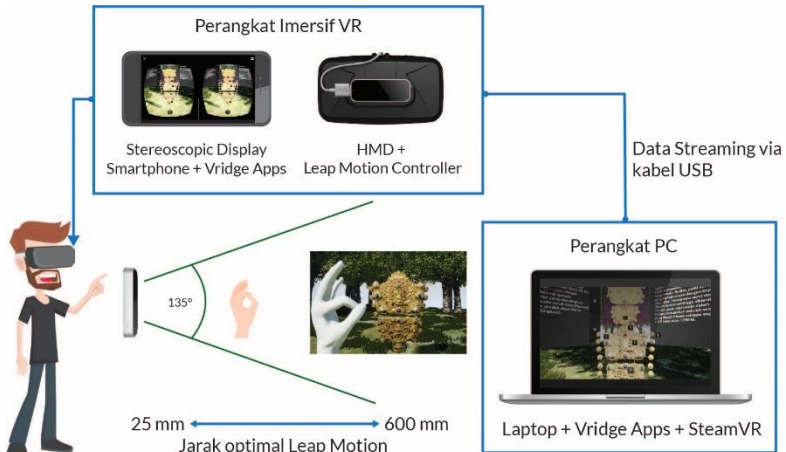 Perangkat Imersif VR
Stereoscopic Display
Smartphone + Vridge Apps
HMD +
Leap Motion Controller
Data Streaming via
kabel USB
Perangkat PC
135°
25 mm
600 mm
Jarak optimal Leap Motion
Laptop + Vridge Apps + SteamVR